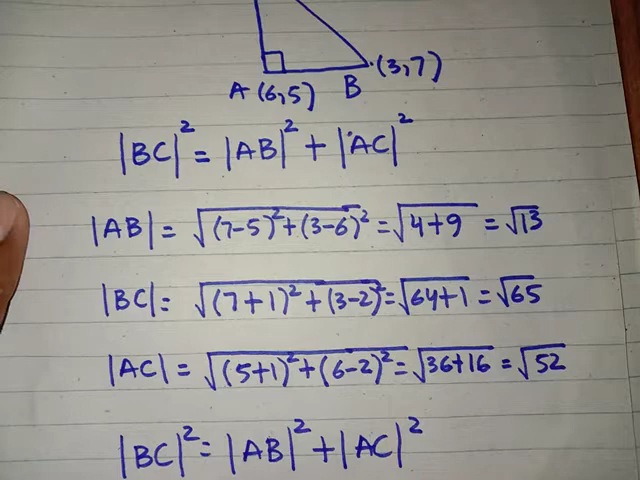 ·(3,7)
A (6,5) B
|BC|² = |AB|² + |AC|²
|AB| = √(7-5)²+(3-6)² = √4+9 = √13
|BC| = √(7+1)²+(3-2)² = √64+1 = √65
|AC| = √(5+1)²+(6-2)² = √36+16 = √52
|BC|² = |AB|² + |AC|²